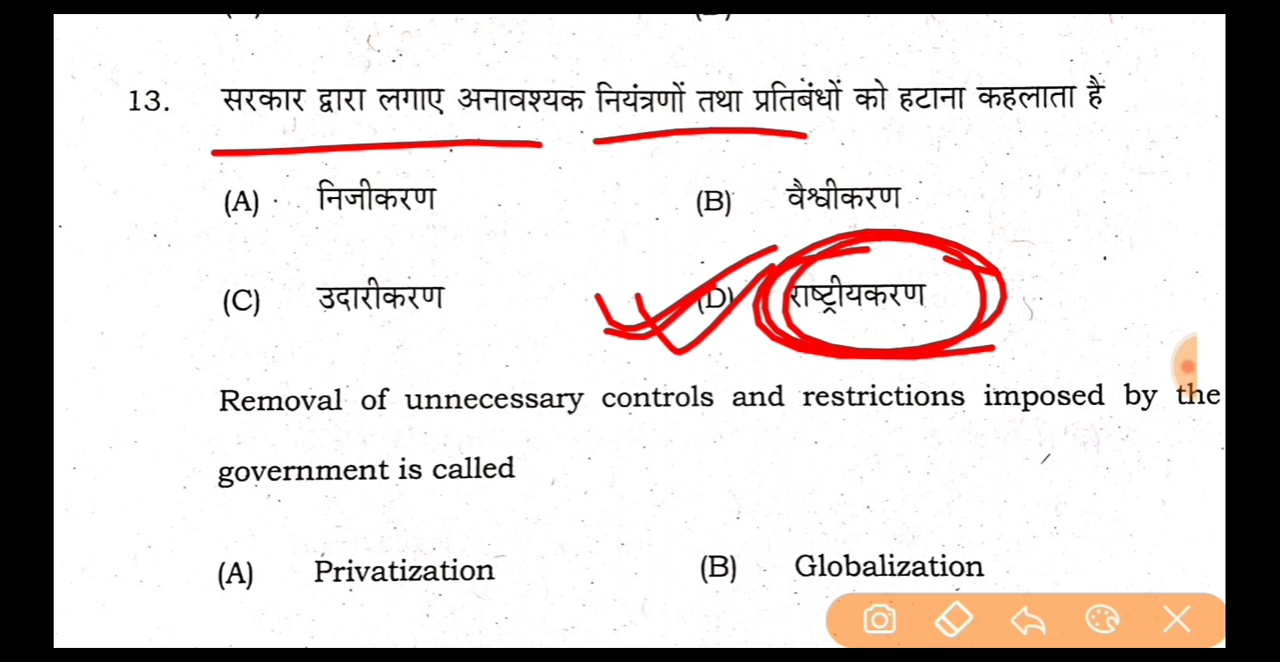 13. सरकार द्वारा लगाए अनावश्यक नियंत्रणों तथा प्रतिबंधों को हटाना कहलाता है
(A) निजीकरण (B) वैश्वीकरण
(C) उदारीकरण (D) राष्ट्रीयकरण
Removal of unnecessary controls and restrictions imposed by the
government is called
(A) Privatization (B) Globalization